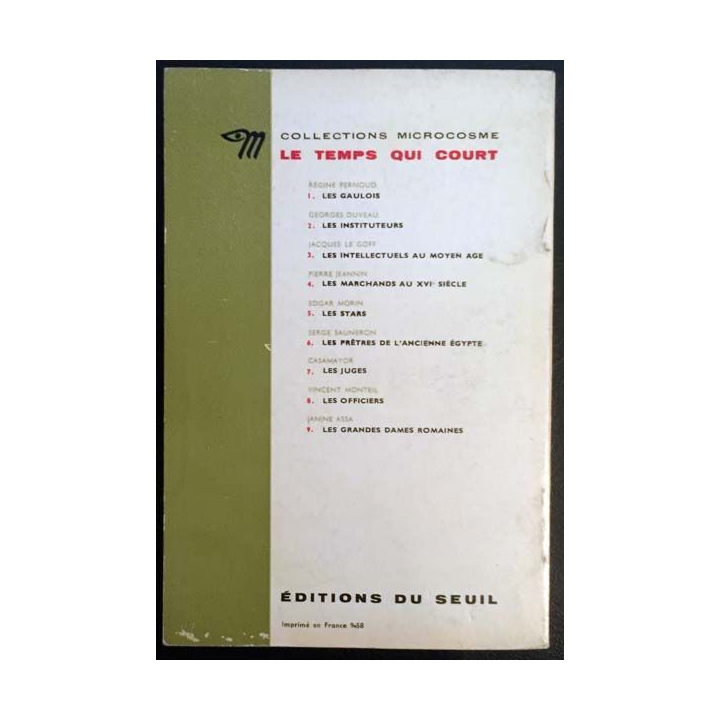 COLLECTIONS MICROCOSME
LE TEMPS QUI COURT
RÉGINE PERNOUD
1. LES GAULOIS
GEORGES DUVEAU
2. LES INSTITUTEURS
JACQUES LE GOFF
3. LES INTELLECTUELS AU MOYEN AGE
PIERRE JEANNIN
4. LES MARCHANDS AU XVIe SIÈCLE
EDGAR MORIN
5. LES STARS
SERGE SAUNERON
6. LES PRÊTRES DE L'ANCIENNE ÉGYPTE
CASAMAYOR
7. LES JUGES
VINCENT MONTEIL
8. LES OFFICIERS
JANINE ASSA
9. LES GRANDES DAMES ROMAINES
ÉDITIONS DU SEUIL
Imprimé en France 9-58